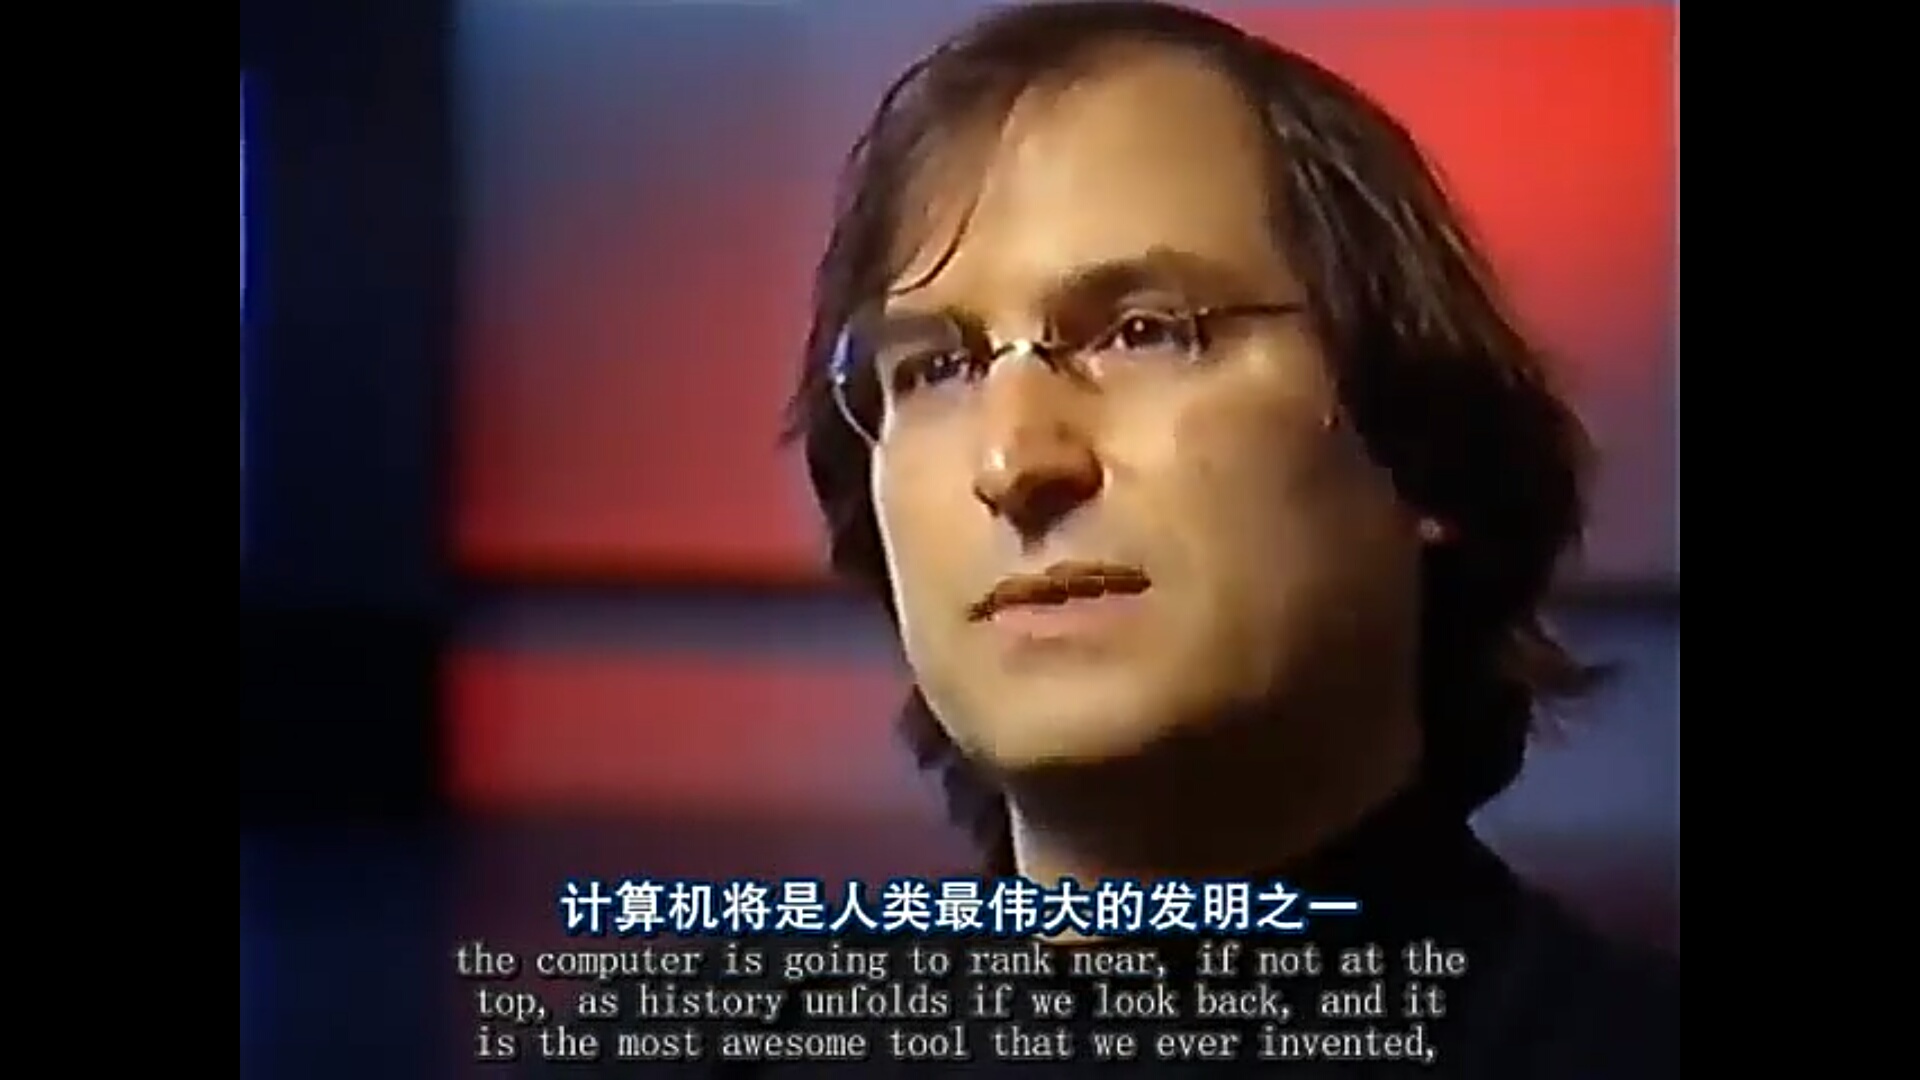 计算机将是人类最伟大的发明之一
the computer is going to rank near, if not at the
top, as history unfolds if we look back, and it
is the most awesome tool that we ever invented,